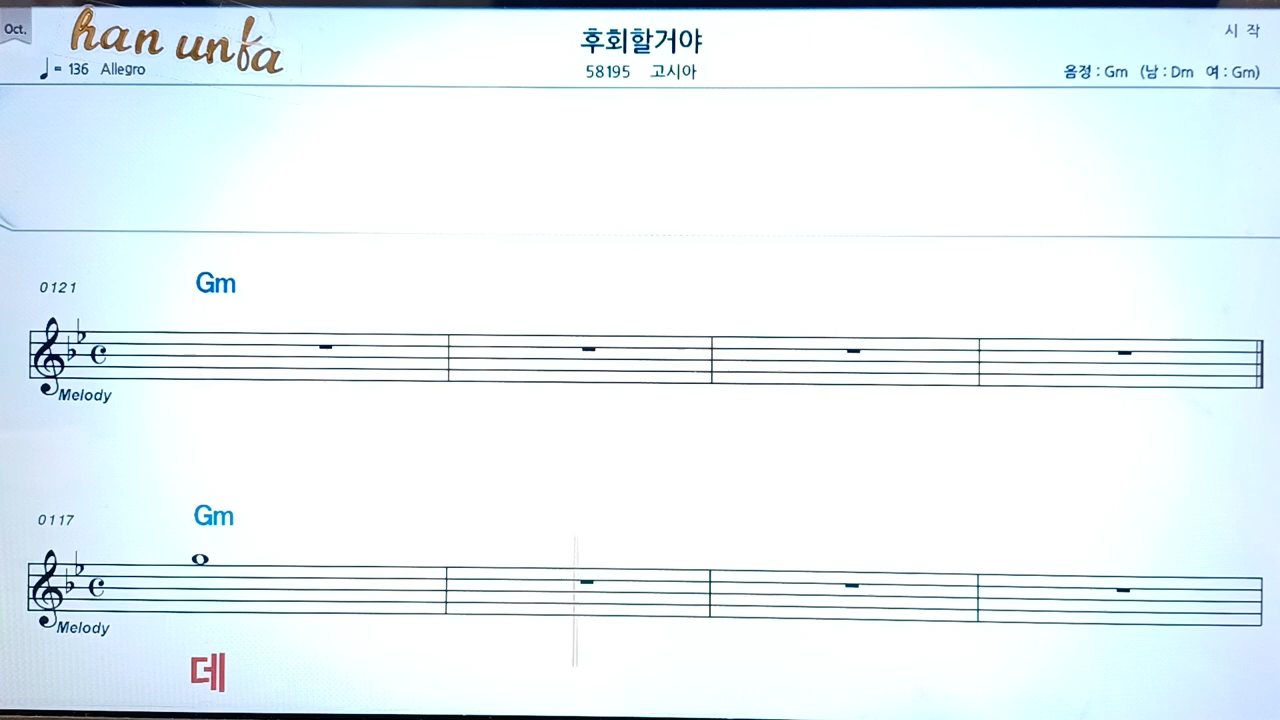 Oct.
han unfa
♩= 136 Allegro
후회할거야
58195 고시아
시 작
음정 : Gm (남 : Dm 여 : Gm)
0121
Gm
Melody
0117
Gm
Melody
데